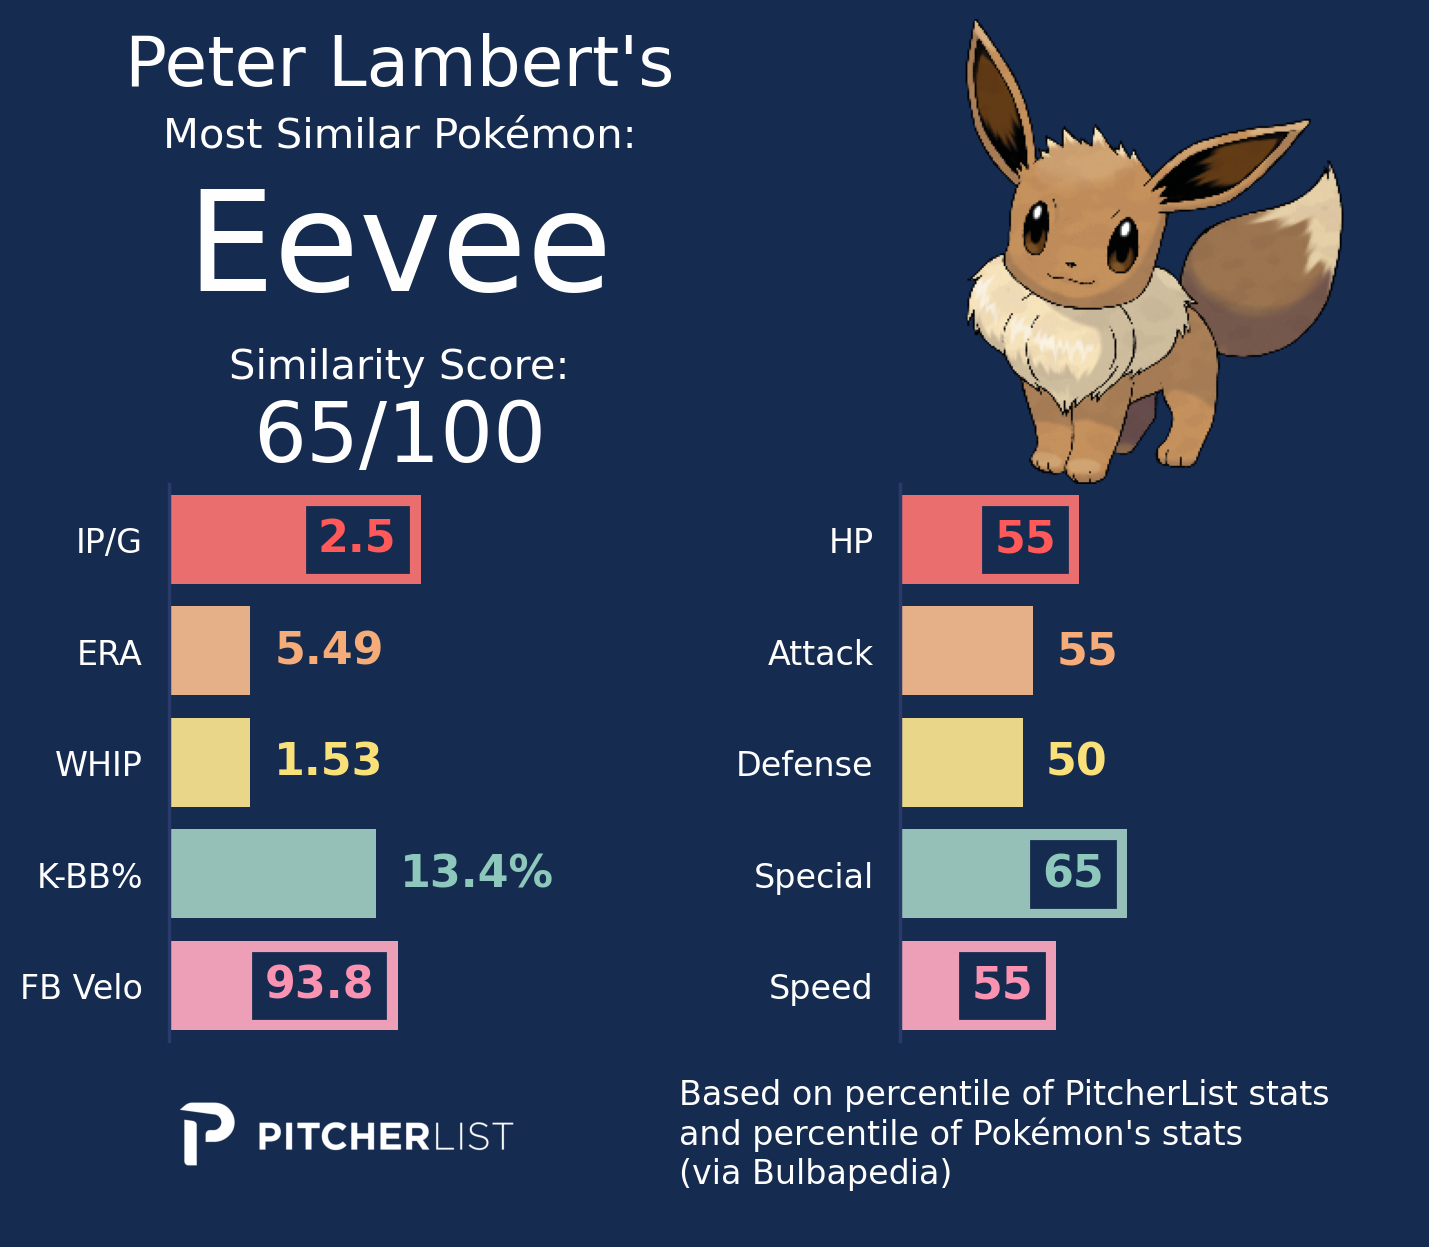 Peter Lambert's
Most Similar Pokémon:
Eevee
Similarity Score:
65/100
IP/G 2.5
ERA 5.49
WHIP 1.53
K-BB% 13.4%
FB Velo 93.8
HP 55
Attack 55
Defense 50
Special 65
Speed 55
PITCHERLIST
Based on percentile of PitcherList stats
and percentile of Pokémon's stats
(via Bulbapedia)